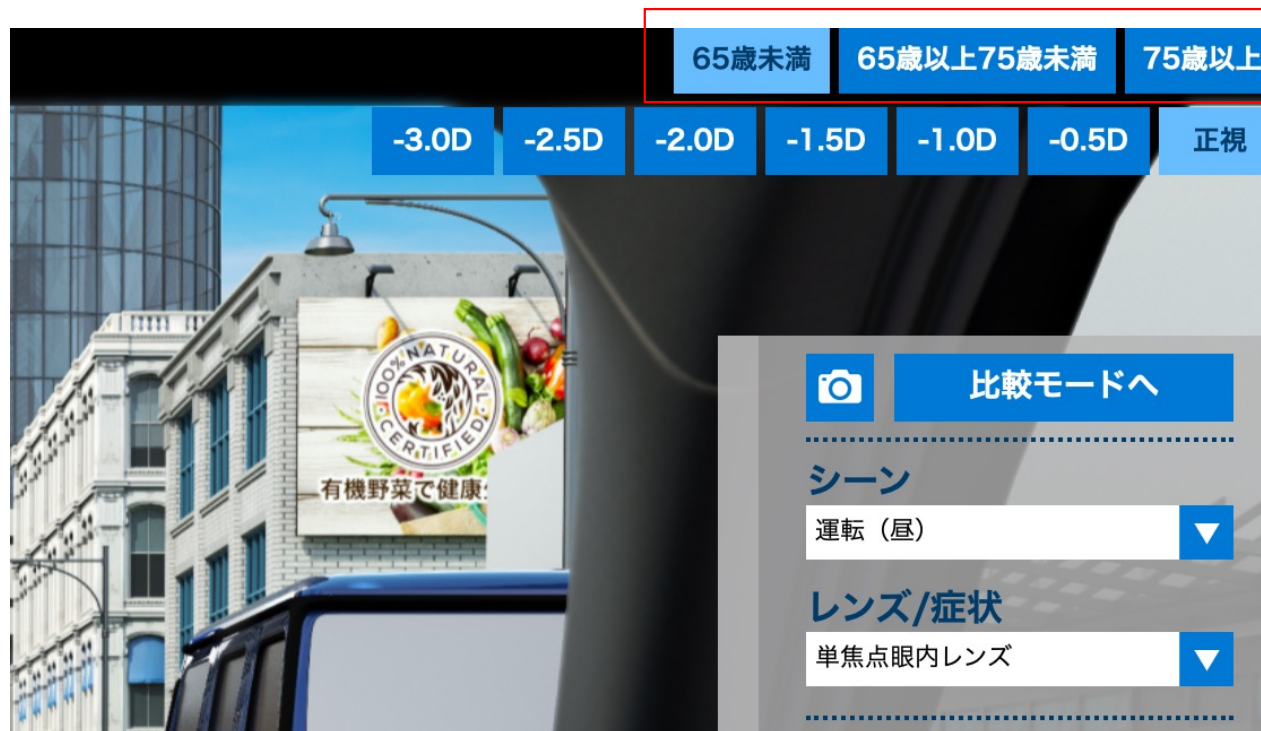 65歳未満
65歳以上75歳未満
75歳以上
-3.0D
-2.5D
-2.0D
-1.5D
-1.0D
-0.5D
正視
100% NATURAL
CERTIFIED
有機野菜で健康
比較モードへ
シーン
運転（昼）
レンズ/症状
単焦点眼内レンズ